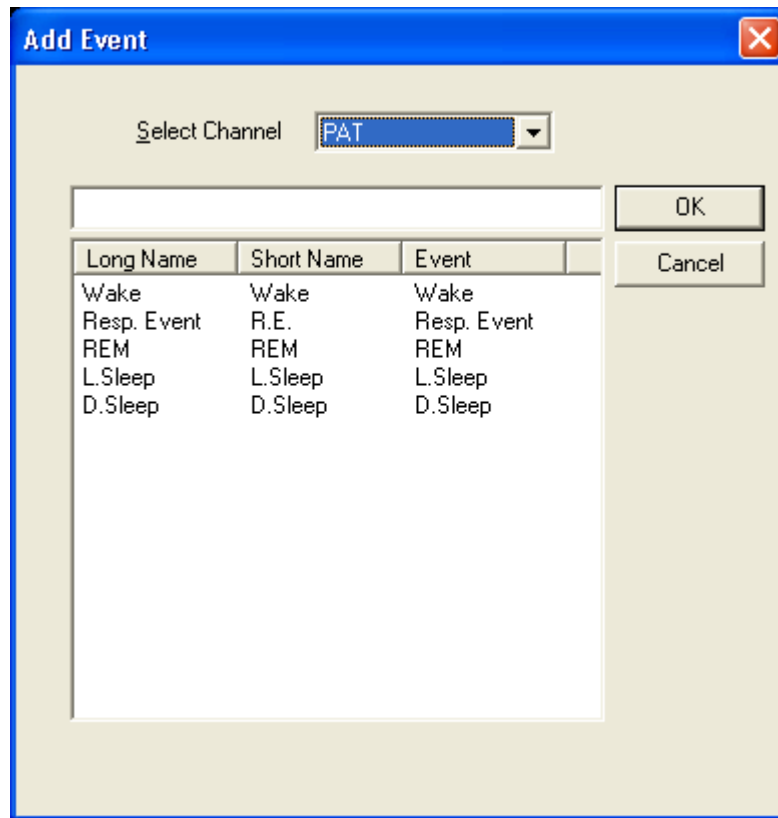 Add Event
Select Channel PAT
OK
Long Name Short Name Event
Cancel
Wake Wake Wake
Resp. Event R.E. Resp. Event
REM REM REM
L.Sleep L.Sleep L.Sleep
D.Sleep D.Sleep D.Sleep